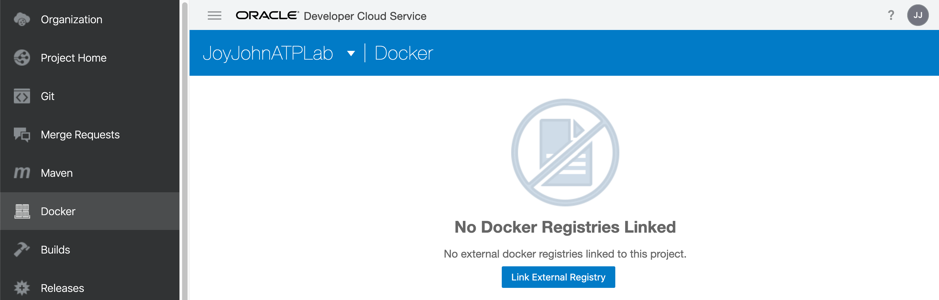 Organization
Project Home
Git
Merge Requests
Maven
Docker
Builds
Releases
ORACLE Developer Cloud Service
? JJ
JoyJohnATPLab Docker
No Docker Registries Linked
No external docker registries linked to this project.
Link External Registry